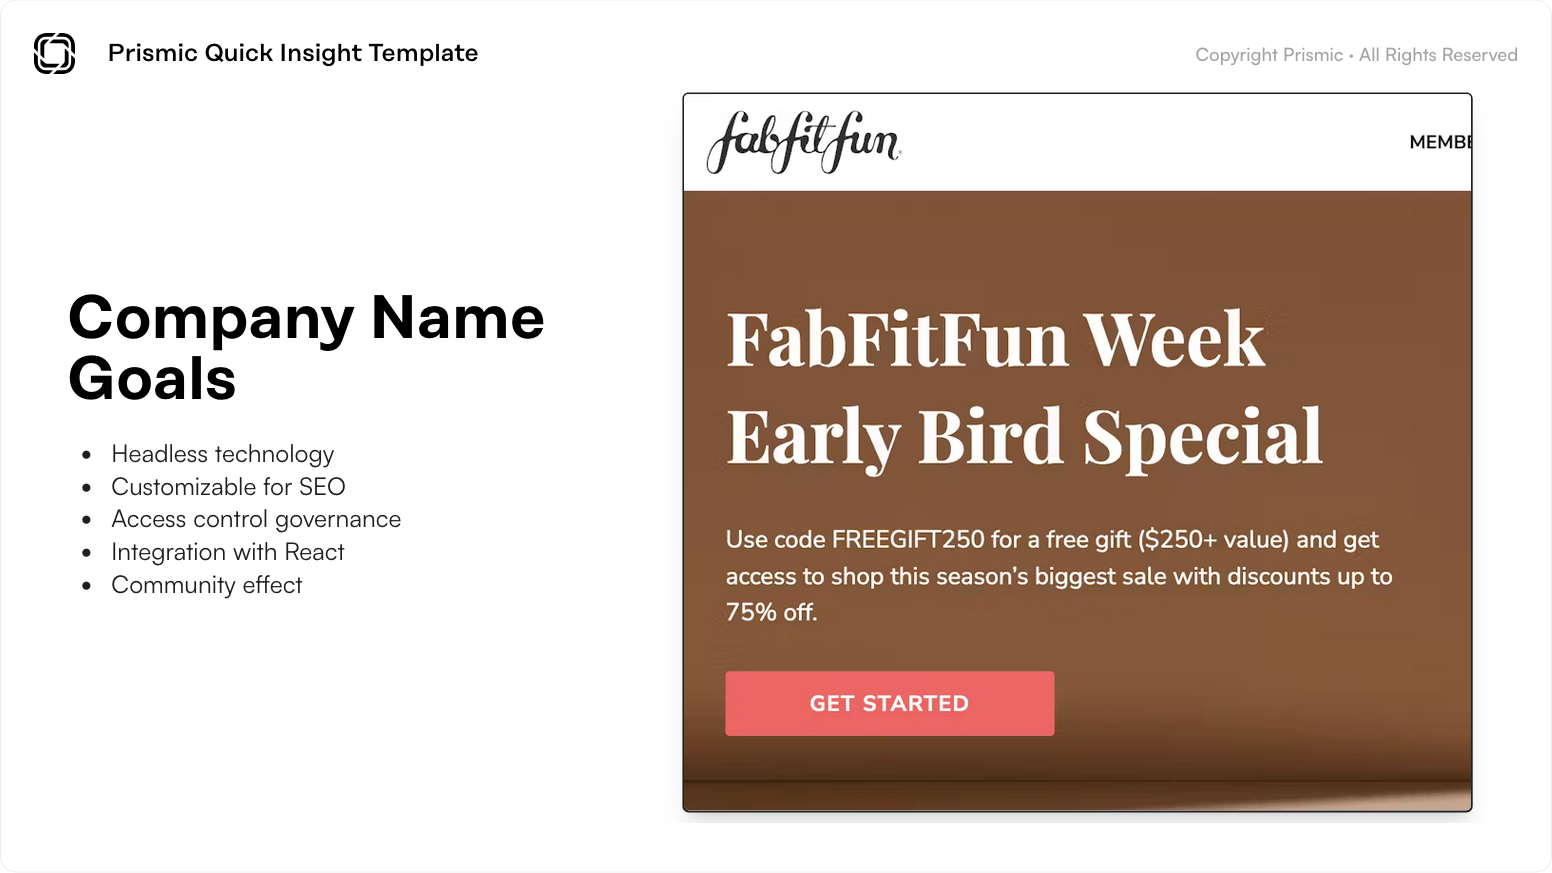 Prismic Quick Insight Template
Copyright Prismic • All Rights Reserved
Company Name
Goals
• Headless technology
• Customizable for SEO
• Access control governance
• Integration with React
• Community effect
fabfitfun®
MEMBE
FabFitFun Week
Early Bird Special
Use code FREEGIFT250 for a free gift ($250+ value) and get
access to shop this season’s biggest sale with discounts up to
75% off.
GET STARTED